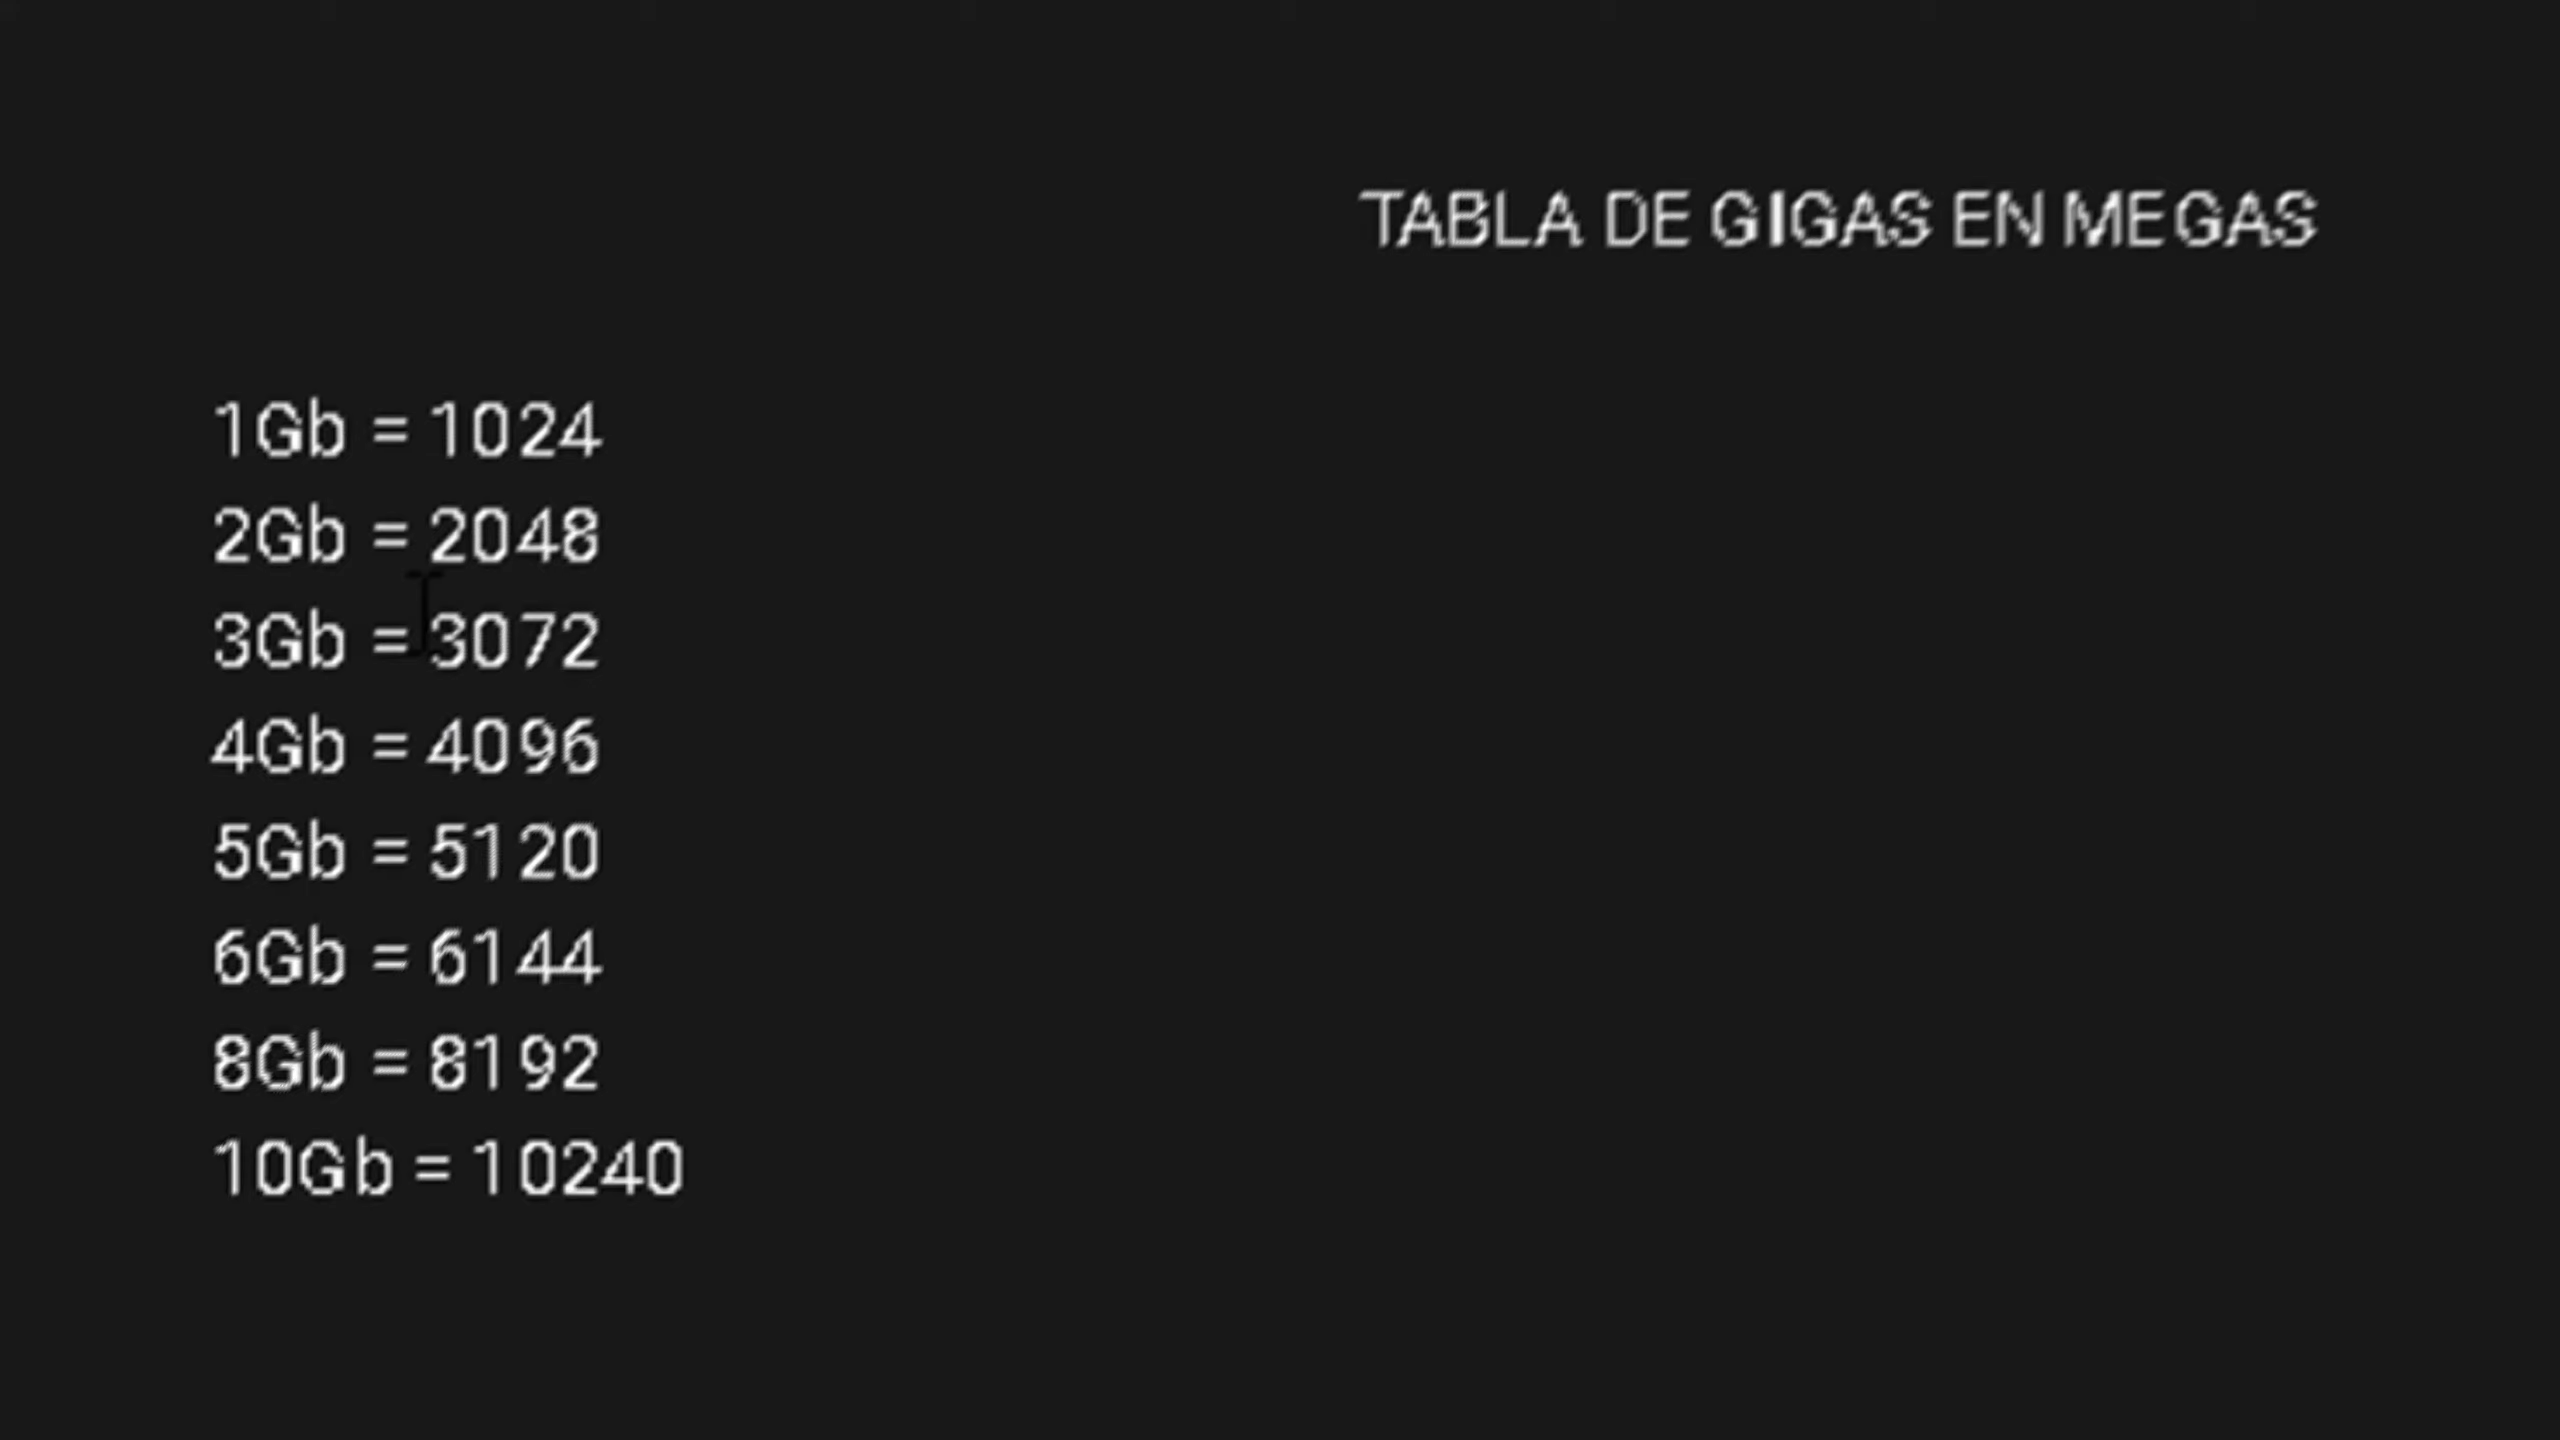 TABLA DE GIGAS EN MEGAS
1Gb = 1024
2Gb = 2048
3Gb = 3072
4Gb = 4096
5Gb = 5120
6Gb = 6144
8Gb = 8192
10Gb = 10240